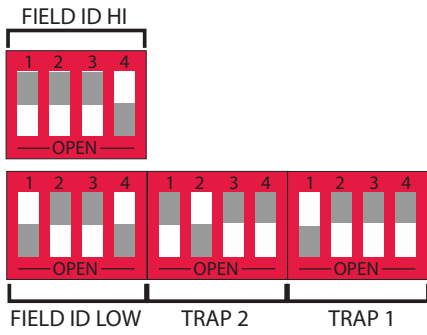 FIELD ID HI
1 2 3 4
OPEN
1 2 3 4 1 2 3 4 1 2 3 4
OPEN OPEN OPEN
FIELD ID LOW TRAP 2 TRAP 1